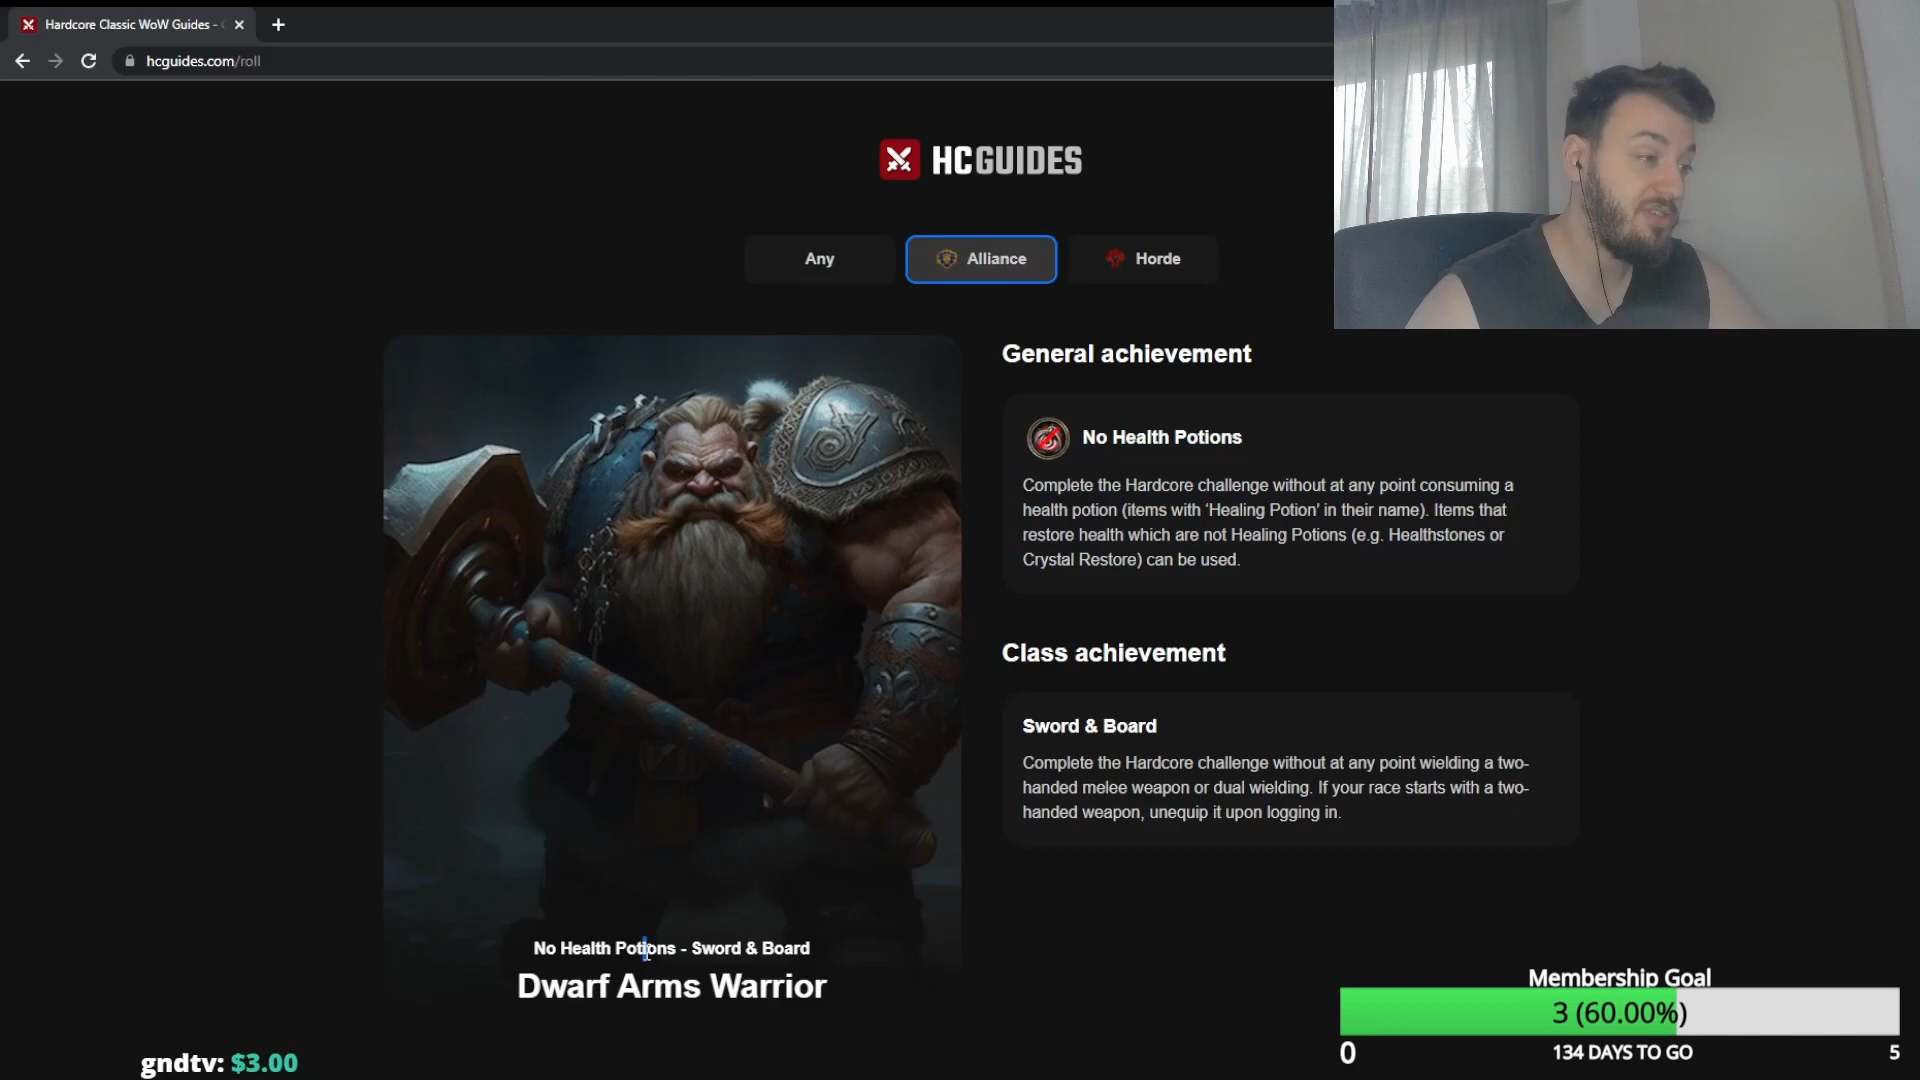 Hardcore Classic WoW Guides -
hcguides.com/roll
HCGUIDES
Any
Alliance
Horde
General achievement
No Health Potions
Complete the Hardcore challenge without at any point consuming a
health potion (items with ‘Healing Potion’ in their name). Items that
restore health which are not Healing Potions (e.g. Healthstones or
Crystal Restore) can be used.
Class achievement
Sword & Board
Complete the Hardcore challenge without at any point wielding a two-
handed melee weapon or dual wielding. If your race starts with a two-
handed weapon, unequip it upon logging in.
No Health Potions - Sword & Board
Dwarf Arms Warrior
Membership Goal
3 (60.00%)
0
134 DAYS TO GO
5
gndtv: $3.00